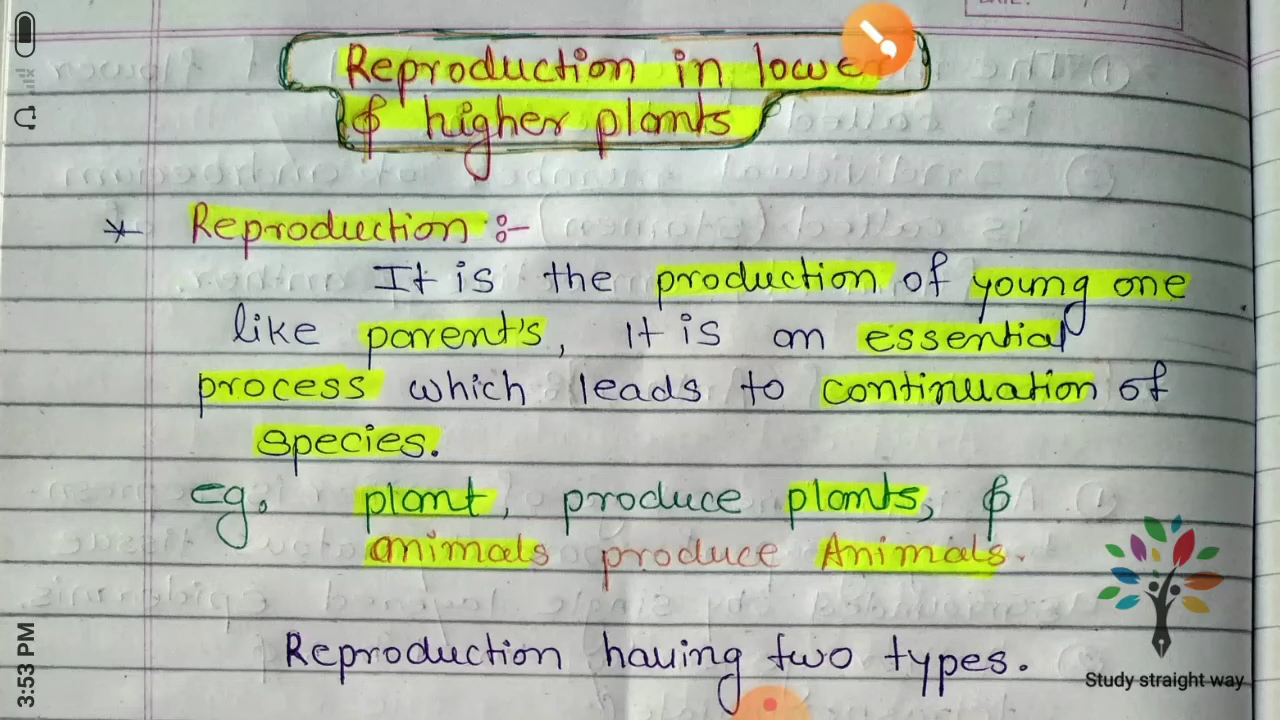 Reproduction in lowe
& higher plants
* Reproduction :-
It is the production of young one
like parent's, it is an essential
process which leads to continuation of
species.
eg. plant, produce plants, &
animals produce Animals.
Reproduction having two types.
Study straight way
3:53 PM